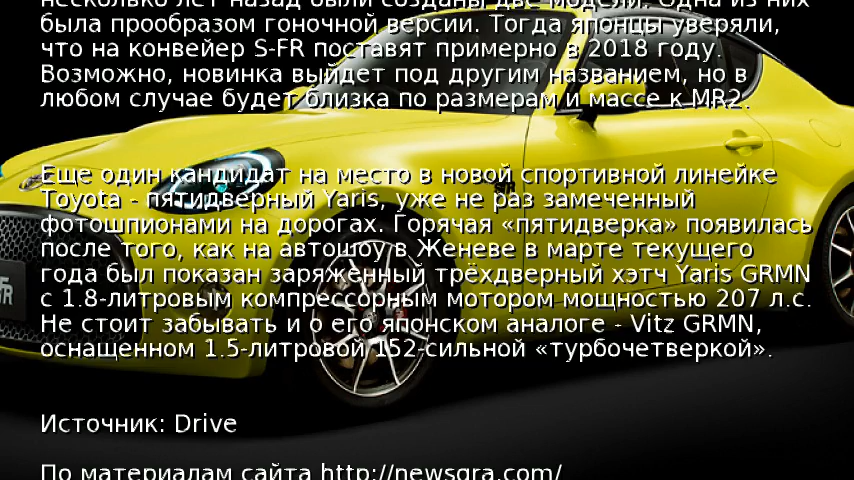 несколько лет назад были созданы две модели. Одна из них
была прообразом гоночной версии. Тогда японцы уверяли,
что на конвейер S-FR поставят примерно в 2018 году.
Возможно, новинка выйдет под другим названием, но в
любом случае будет близка по размерам и массе к MR2.
Еще один кандидат на место в новой спортивной линейке
Toyota - пятидверный Yaris, уже не раз замеченный
фотошпионами на дорогах. Горячая «пятидверка» появилась
после того, как на автошоу в Женеве в марте текущего
года был показан заряженный трёхдверный хэтч Yaris GRMN
с 1.8-литровым компрессорным мотором мощностью 207 л.с.
Не стоит забывать и о его японском аналоге - Vitz GRMN,
оснащенном 1.5-литровой 152-сильной «турбочетверкой».
Источник: Drive
По материалам сайта http://newsgra.com/